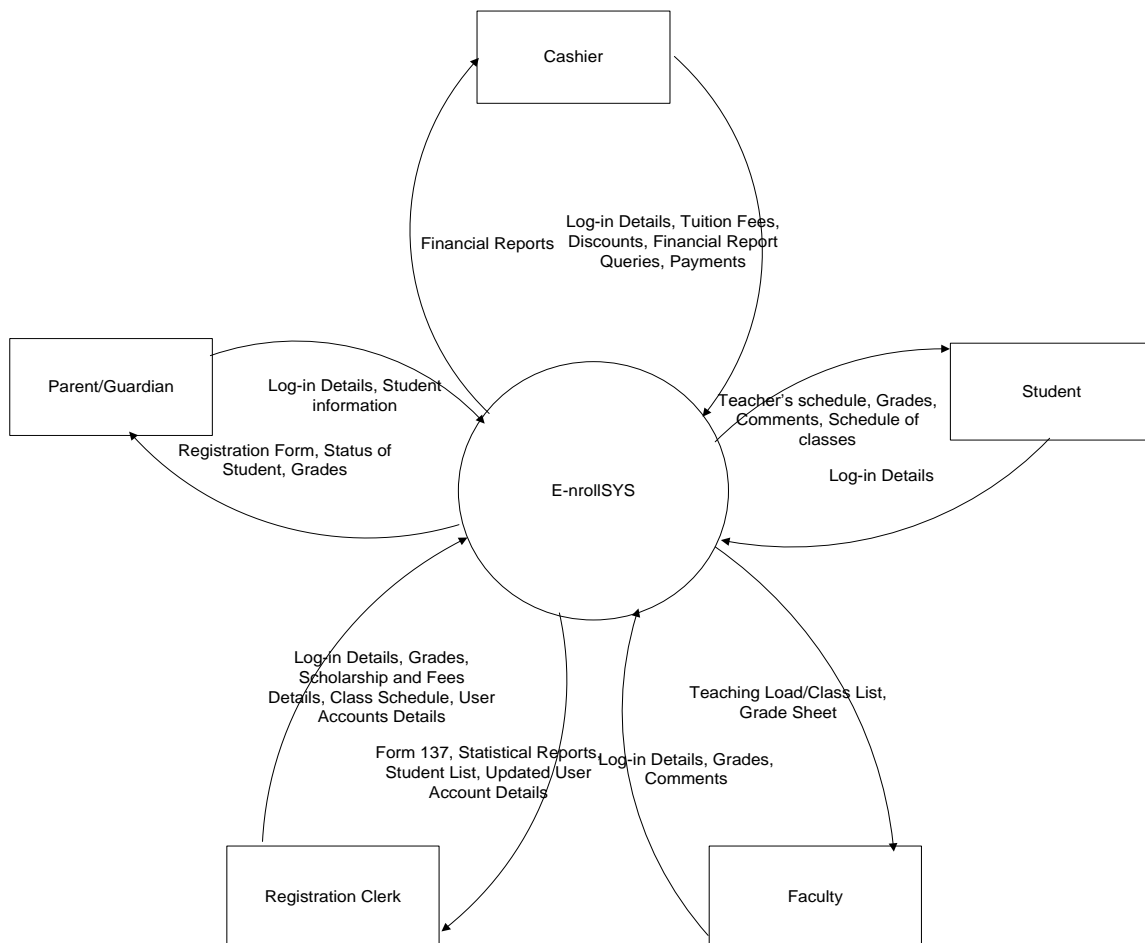 Cashier
Financial Reports
Log-in Details, Tuition Fees,
Discounts, Financial Report
Queries, Payments
Parent/Guardian
Log-in Details, Student
information
Registration Form, Status of
Student, Grades
E-nrollSYS
Teacher's schedule, Grades,
Comments, Schedule of
classes
Student
Log-in Details
Log-in Details, Grades,
Scholarship and Fees
Details, Class Schedule, User
Accounts Details
Form 137, Statistical Reports,
Student List, Updated User
Account Details
Log-in Details, Grades,
Comments
Teaching Load/Class List,
Grade Sheet
Registration Clerk
Faculty